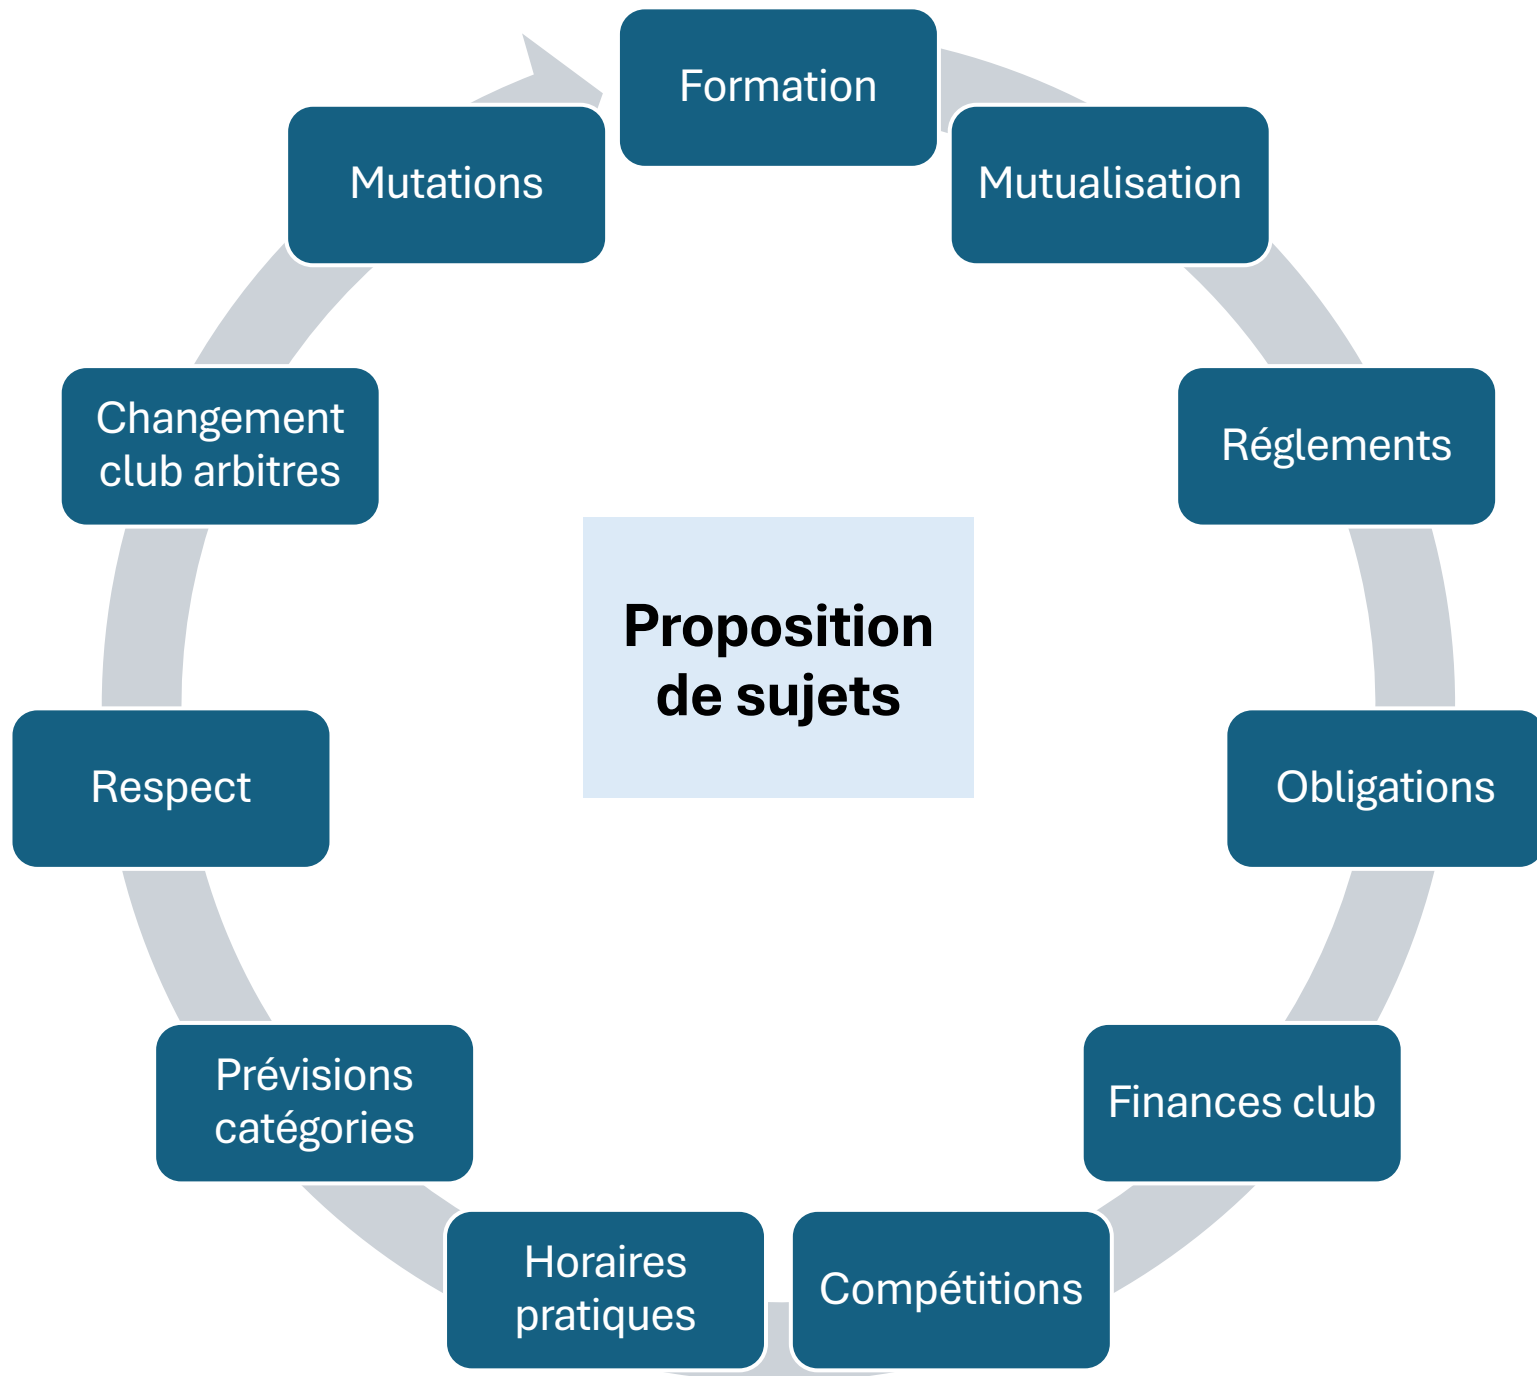 Formation
Mutualisation
Réglements
Obligations
Finances club
Compétitions
Horaires
pratiques
Prévisions
catégories
Respect
Changement
club arbitres
Mutations
Proposition
de sujets